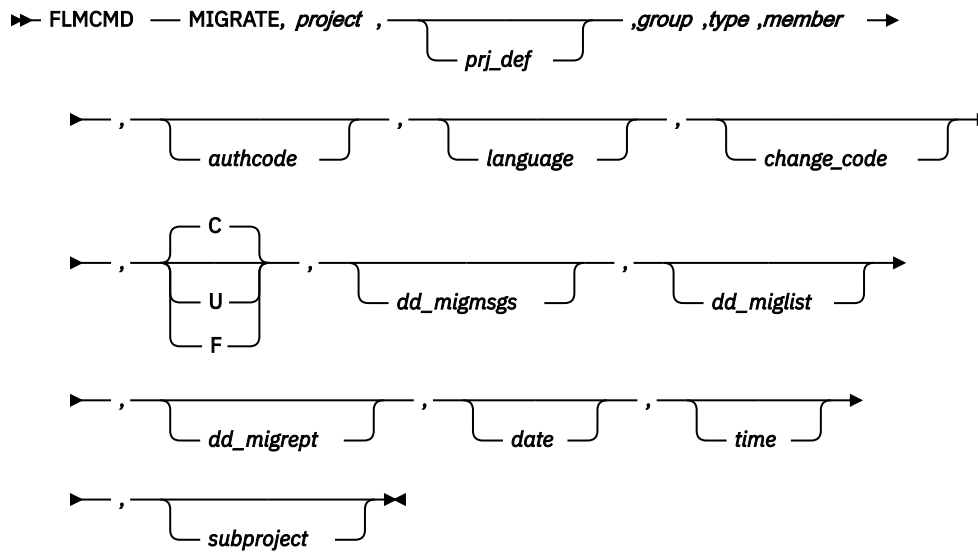 FLMCMD MIGRATE, project , ,group ,type ,member
prj_def
, , ,
authcode language change_code
C
, , ,
U dd_migmsgs dd_miglist
F
, , ,
dd_migrept date time
,
subproject